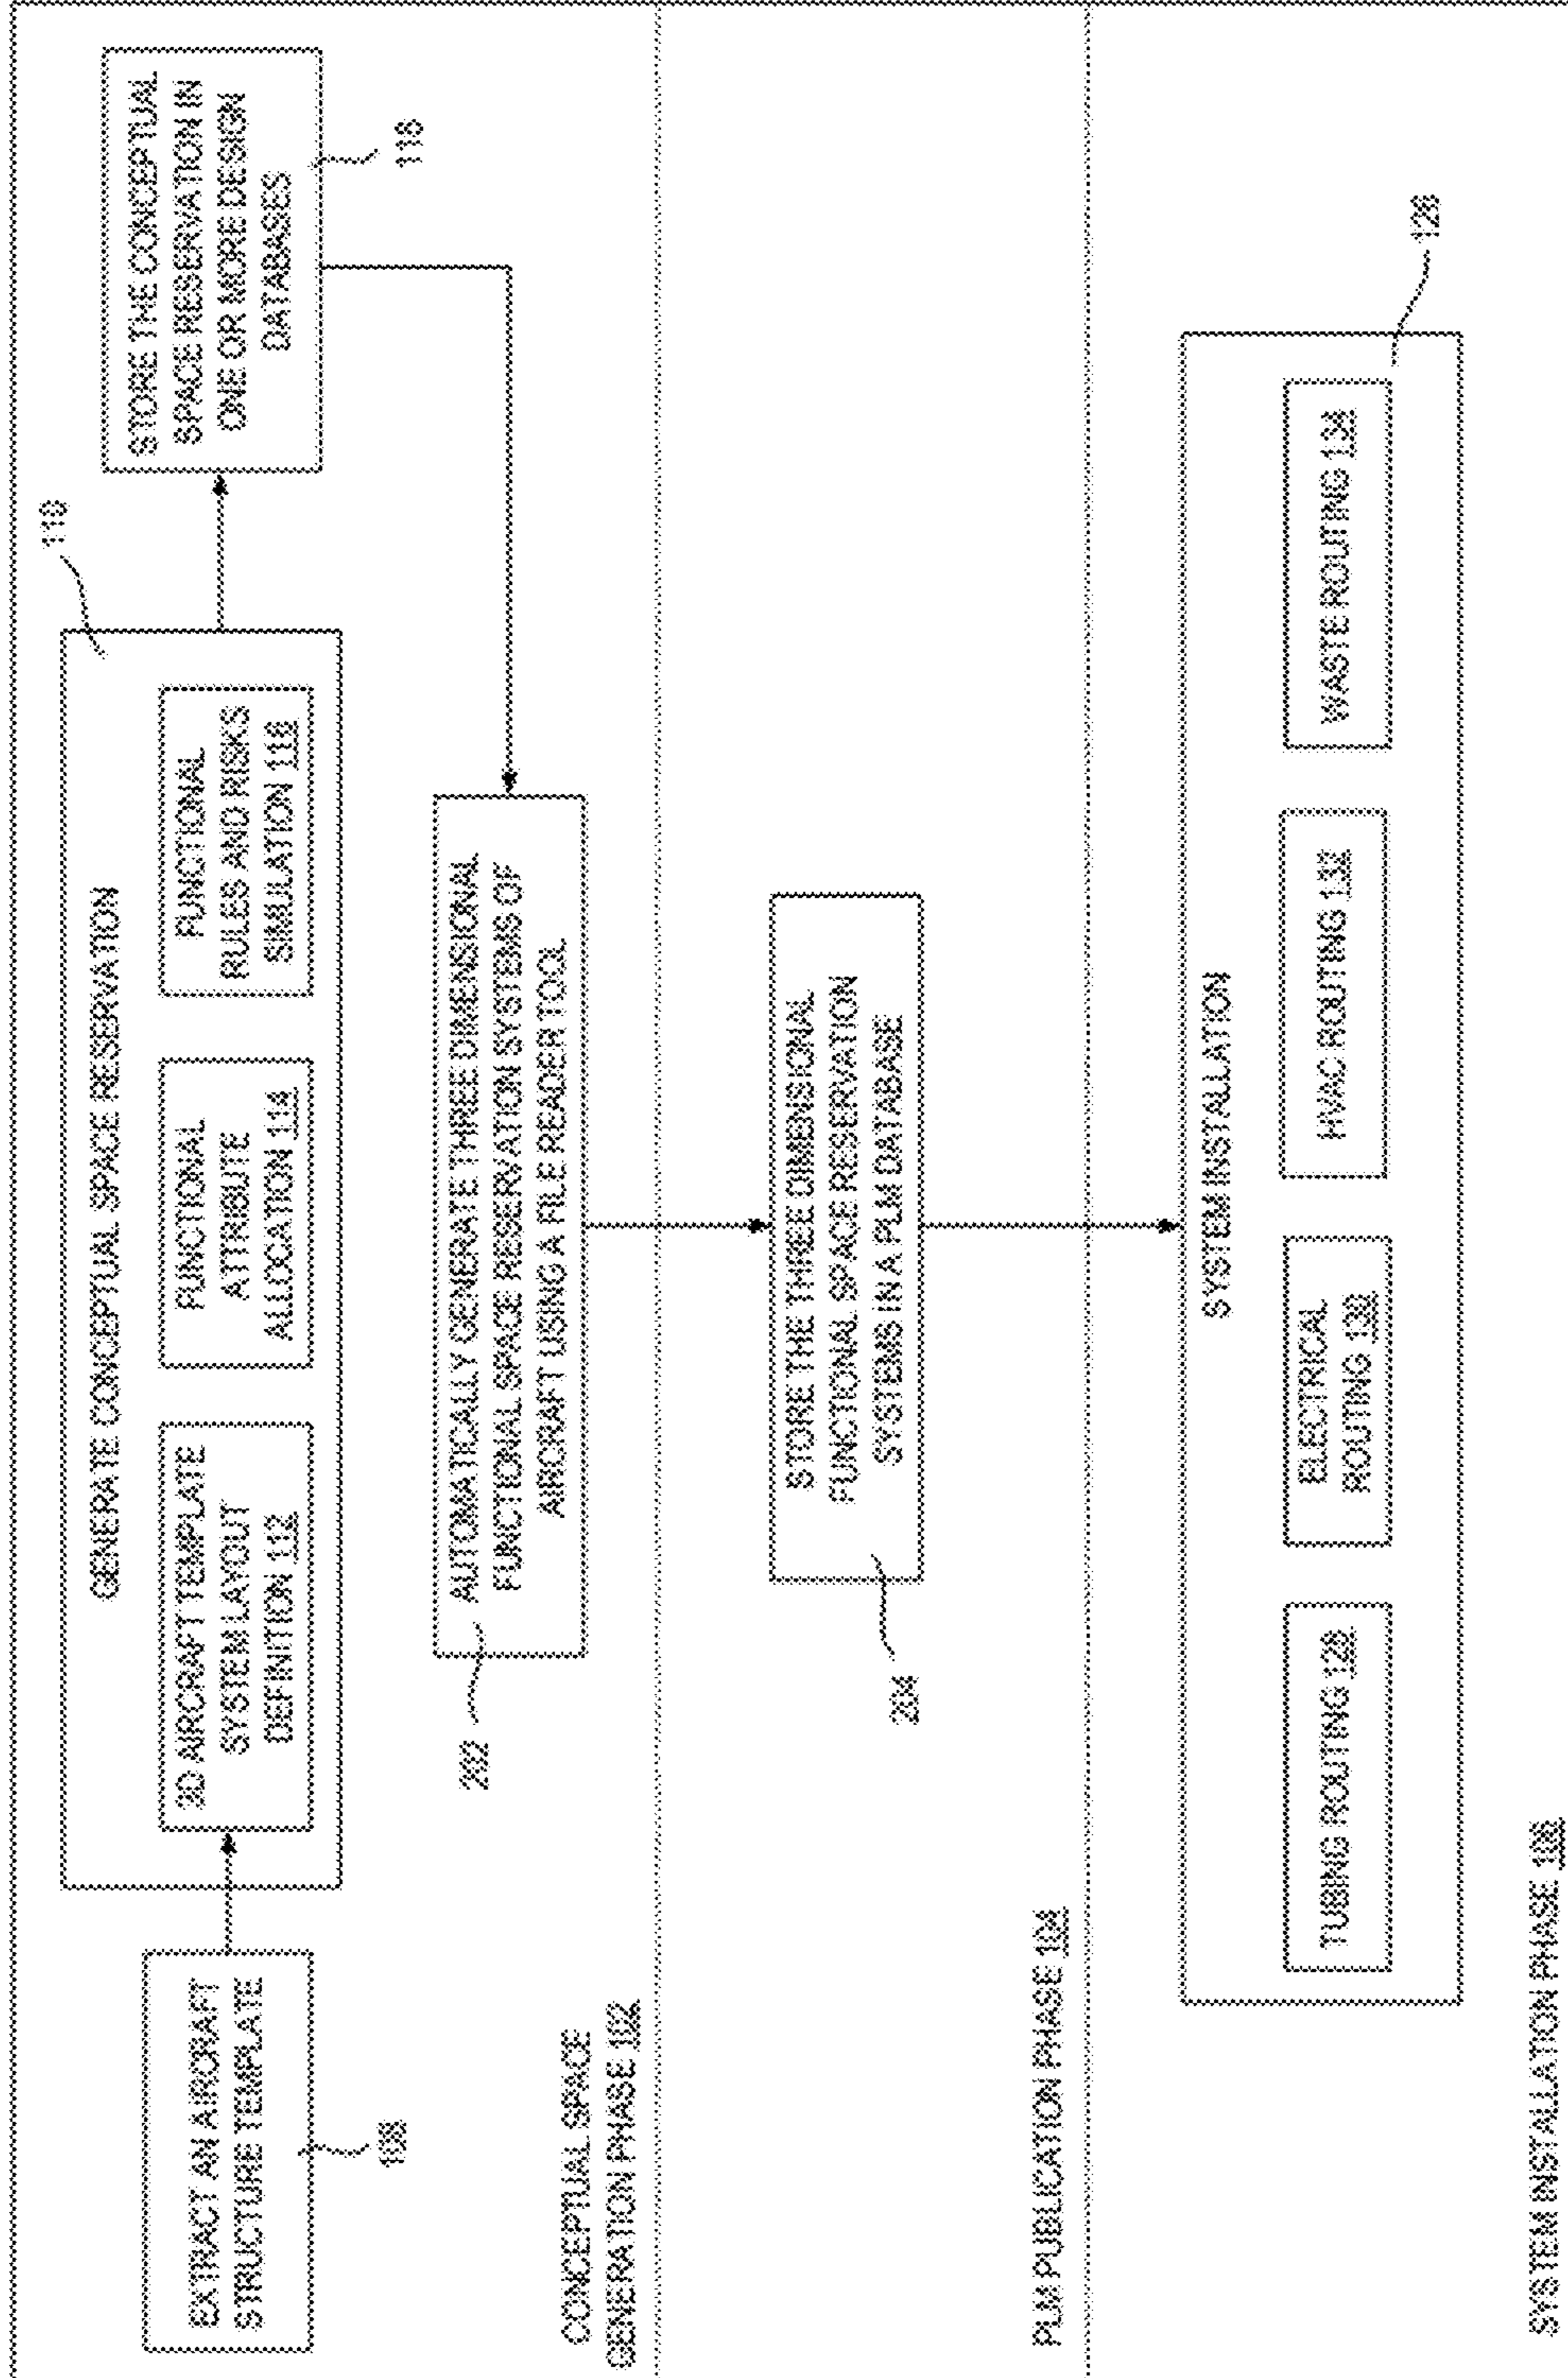 EXTRACT AN AIRCRAFT
STRUCTURE TEMPLATE
108
GENERATE CONCEPTUAL SPACE RESERVATION
110
3D AIRCRAFT TEMPLATE
SYSTEM LAYOUT
DEFINITION 112
FUNCTIONAL
ATTRIBUTE
ALLOCATION 114
FUNCTIONAL
RULES AND RISKS
SIMULATION 116
STORE THE CONCEPTUAL
SPACE RESERVATION IN
ONE OR MORE DESIGN
DATABASES
118
AUTOMATICALLY GENERATE THREE DIMENSIONAL
FUNCTIONAL SPACE RESERVATION SYSTEMS OF
AIRCRAFT USING A FILE READER TOOL
202
CONCEPTUAL SPACE
GENERATION PHASE 102
STORE THE THREE DIMENSIONAL
FUNCTIONAL SPACE RESERVATION
SYSTEMS IN A PLM DATABASE
204
PLM PUBLICATION PHASE 104
SYSTEM INSTALLATION
126
TUBING ROUTING 128
ELECTRICAL
ROUTING 130
HVAC ROUTING 132
WASTE ROUTING 134
SYSTEM INSTALLATION PHASE 106